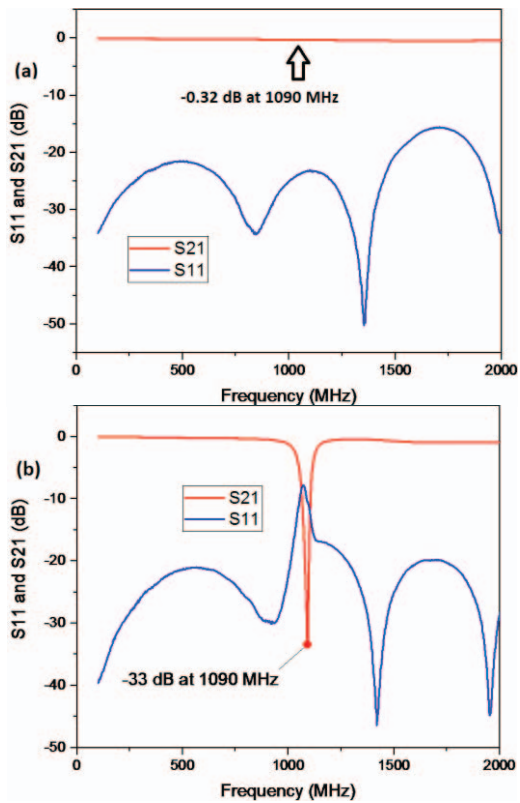 (a)
S11 and S21 (dB)
0
-10
-20
-30
-40
-50
-0.32 dB at 1090 MHz
S21
S11
0
500
1000
1500
2000
Frequency (MHz)
(b)
S11 and S21 (dB)
0
-10
-20
-30
-40
-50
S21
S11
-33 dB at 1090 MHz
0
500
1000
1500
2000
Frequency (MHz)